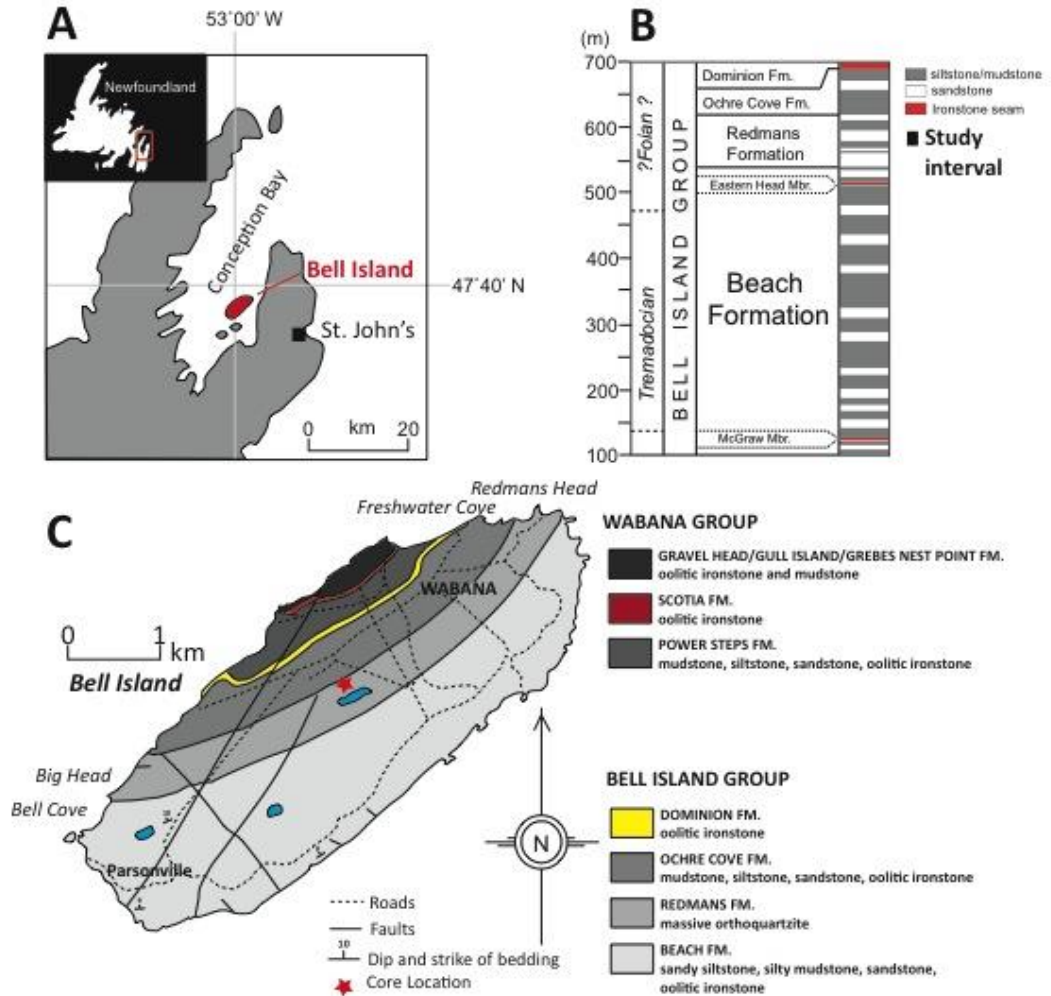 A
53°00' W
Newfoundland
Conception Bay
Bell Island
47°40' N
St. John's
km
0 20
B
(m)
700
600
500
400
300
200
100
?Foian ?
Tremadocian
BELL ISLAND GROUP
Dominion Fm.
Ochre Cove Fm.
Redmans
Formation
Eastern Head Mbr.
Beach
Formation
McGraw Mbr.
siltstone/mudstone
sandstone
Ironstone seam
Study
interval
C
Redmans Head
Freshwater Cove
WABANA
0 1
km
Bell Island
Big Head
Bell Cove
Parsonville
N
Roads
Faults
10
Dip and strike of bedding
Core Location
WABANA GROUP
GRAVEL HEAD/GULL ISLAND/GREBES NEST POINT FM.
oolitic ironstone and mudstone
SCOTIA FM.
oolitic ironstone
POWER STEPS FM.
mudstone, siltstone, sandstone, oolitic ironstone
BELL ISLAND GROUP
DOMINION FM.
oolitic ironstone
OCHRE COVE FM.
mudstone, siltstone, sandstone, oolitic ironstone
REDMANS FM.
massive orthoquartzite
BEACH FM.
sandy siltstone, silty mudstone, sandstone,
oolitic ironstone